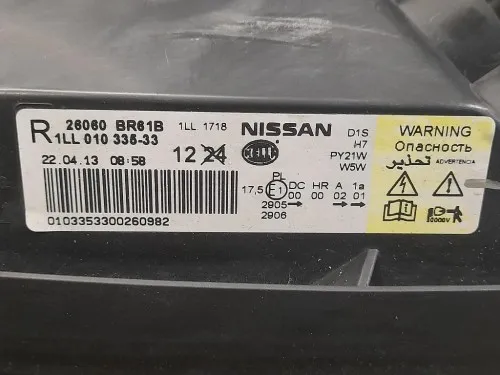 R
26060 BR61B
1LL 010 335-33
22.04.13 08:58
0103353300260982
1LL 1718
12 24
NISSAN
HELLA
PL
17,5 E1 DC HR A 1a
00 00 02 01
2905
2906
D1S
H7
PY21W
W5W
WARNING
Опасность
تحذير ADVERTENCIA
20000V